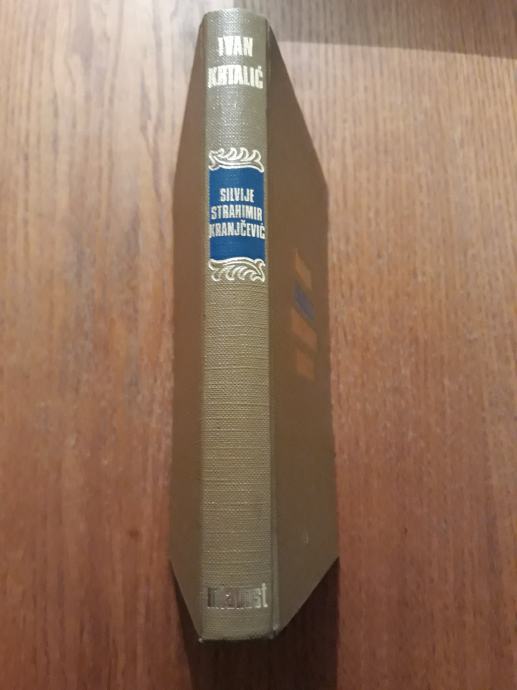 IVAN
KRTALIĆ
SILVIJE
STRAHIMIR
KRANJČEVIĆ
mladost